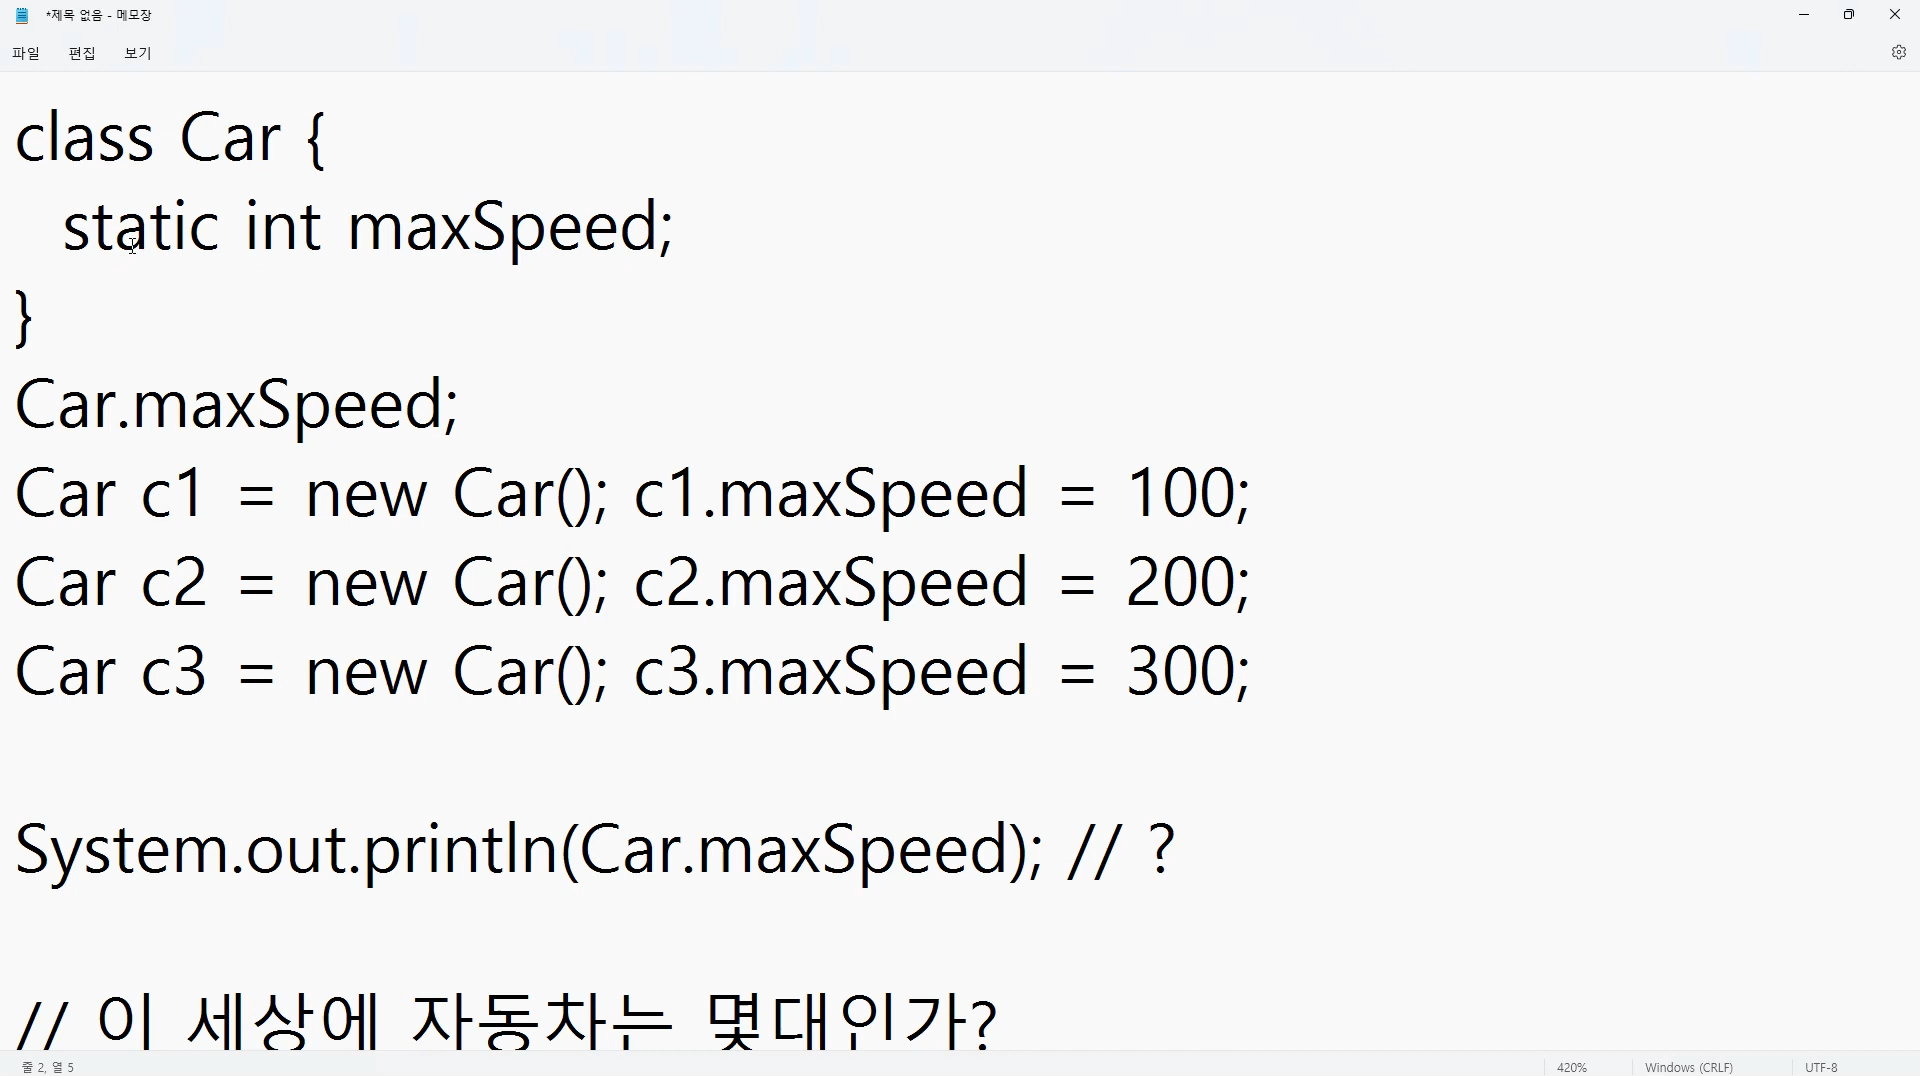 *제목 없음 - 메모장
파일 편집 보기
class Car {
static int maxSpeed;
}
Car.maxSpeed;
Car c1 = new Car(); c1.maxSpeed = 100;
Car c2 = new Car(); c2.maxSpeed = 200;
Car c3 = new Car(); c3.maxSpeed = 300;
System.out.println(Car.maxSpeed); // ?
// 이 세상에 자동차는 몇대인가?
줄 2, 열 5 420% Windows (CRLF) UTF-8